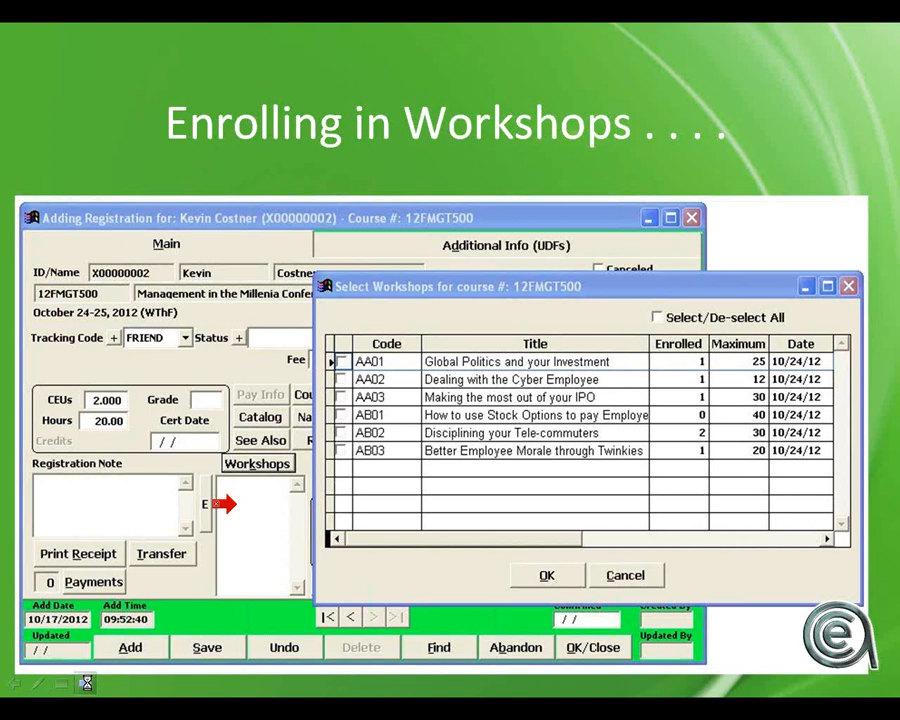 Enrolling in Workshops . . . .
Adding Registration for: Kevin Costner (X00000002) - Course #: 12FMGT500
Main
Additional Info (UDFs)
ID/Name X00000002 Kevin Costner
Canceled
12FMGT500 Management in the Millenia Confer
October 24-25, 2012 (WThF)
Tracking Code + FRIEND Status +
Fee
CEUs 2.000 Grade
Hours 20.00 Cert Date
Credits / /
Pay Info
Catalog
See Also
Registration Note
Workshops
E
Print Receipt Transfer
0 Payments
Select Workshops for course #: 12FMGT500
Select/De-select All
Code Title Enrolled Maximum Date
AA01 Global Politics and your Investment 1 25 10/24/12
AA02 Dealing with the Cyber Employee 1 12 10/24/12
AA03 Making the most out of your IPO 1 30 10/24/12
AB01 How to use Stock Options to pay Employe 0 40 10/24/12
AB02 Disciplining your Tele-commuters 2 30 10/24/12
AB03 Better Employee Morale through Twinkies 1 20 10/24/12
OK Cancel
Add Date Add Time
10/17/2012 09:52:40
Updated
/ /
|< < > >|
Confirmed
/ /
Created By
Updated By
Add Save Undo Delete Find Abandon OK/Close